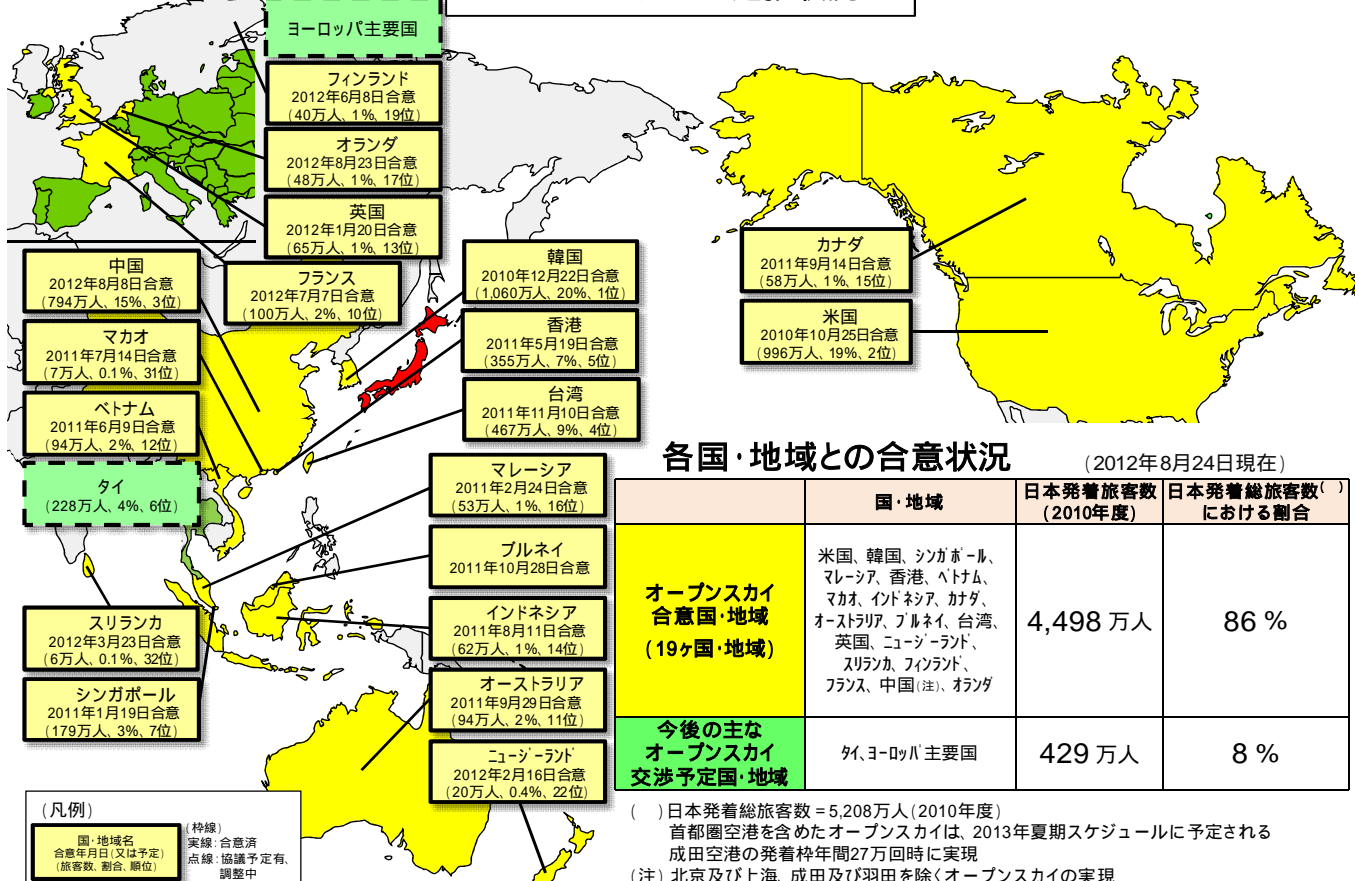 ヨーロッパ主要国
フィンランド
2012年6月8日合意
(40万人、1%、19位)
オランダ
2012年8月23日合意
(48万人、1%、17位)
英国
2012年1月20日合意
(65万人、1%、13位)
フランス
2012年7月7日合意
(100万人、2%、10位)
中国
2012年8月8日合意
(794万人、15%、3位)
マカオ
2011年7月14日合意
(7万人、0.1%、31位)
ベトナム
2011年6月9日合意
(94万人、2%、12位)
タイ
(228万人、4%、6位)
スリランカ
2012年3月23日合意
(6万人、0.1%、32位)
シンガポール
2011年1月19日合意
(179万人、3%、7位)
韓国
2010年12月22日合意
(1,060万人、20%、1位)
香港
2011年5月19日合意
(355万人、7%、5位)
台湾
2011年11月10日合意
(467万人、9%、4位)
マレーシア
2011年2月24日合意
(53万人、1%、16位)
ブルネイ
2011年10月28日合意
インドネシア
2011年8月11日合意
(62万人、1%、14位)
オーストラリア
2011年9月29日合意
(94万人、2%、11位)
ニュージーランド
2012年2月16日合意
(20万人、0.4%、22位)
カナダ
2011年9月14日合意
(58万人、1%、15位)
米国
2010年10月25日合意
(996万人、19%、2位)
各国・地域との合意状況 (2012年8月24日現在)
国・地域
日本発着旅客数
(2010年度)
日本発着総旅客数( )
における割合
オープンスカイ
合意国・地域
(19ヶ国・地域)
米国、韓国、シンガポール、
マレーシア、香港、ベトナム、
マカオ、インドネシア、カナダ、
オーストラリア、ブルネイ、台湾、
英国、ニュージーランド、
スリランカ、フィンランド、
フランス、中国(注)、オランダ
4,498 万人
86 %
今後の主な
オープンスカイ
交渉予定国・地域
タイ、ヨーロッパ主要国
429 万人
8 %
( )日本発着総旅客数=5,208万人(2010年度)
首都圏空港を含めたオープンスカイは、2013年夏期スケジュールに予定される
成田空港の発着枠年間27万回時に実現
(注)北京及び上海、成田及び羽田を除くオープンスカイの実現
(凡例)
国・地域名
合意年月日(又は予定)
(旅客数、割合、順位)
(枠線)
実線:合意済
点線:協議予定有、
調整中